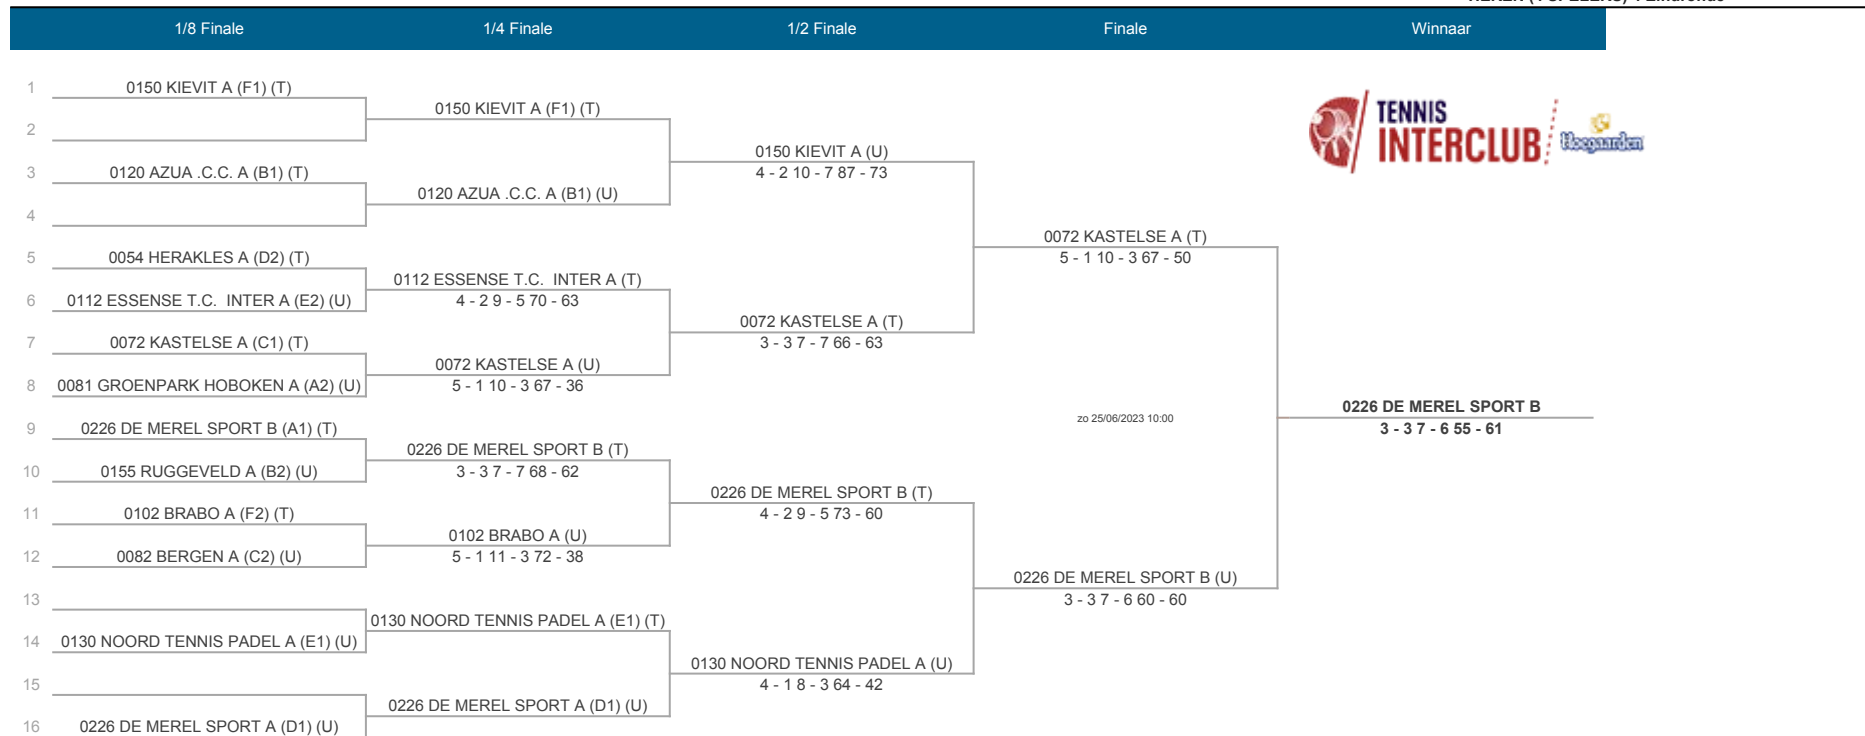 1/8 Finale 1/4 Finale 1/2 Finale Finale Winnaar
1 0150 KIEVIT A (F1) (T)
0150 KIEVIT A (F1) (T)
2
0150 KIEVIT A (U)
4 - 2 10 - 7 87 - 73
3 0120 AZUA .C.C. A (B1) (T)
0120 AZUA .C.C. A (B1) (U)
4
0072 KASTELSE A (T)
5 - 1 10 - 3 67 - 50
5 0054 HERAKLES A (D2) (T)
0112 ESSENSE T.C. INTER A (T)
4 - 2 9 - 5 70 - 63
6 0112 ESSENSE T.C. INTER A (E2) (U)
0072 KASTELSE A (T)
3 - 3 7 - 7 66 - 63
7 0072 KASTELSE A (C1) (T)
0072 KASTELSE A (U)
5 - 1 10 - 3 67 - 36
8 0081 GROENPARK HOBOKEN A (A2) (U)
zo 25/06/2023 10:00
0226 DE MEREL SPORT B
3 - 3 7 - 6 55 - 61
9 0226 DE MEREL SPORT B (A1) (T)
0226 DE MEREL SPORT B (T)
3 - 3 7 - 7 68 - 62
10 0155 RUGGEVELD A (B2) (U)
0226 DE MEREL SPORT B (T)
4 - 2 9 - 5 73 - 60
11 0102 BRABO A (F2) (T)
0102 BRABO A (U)
5 - 1 11 - 3 72 - 38
12 0082 BERGEN A (C2) (U)
0226 DE MEREL SPORT B (U)
3 - 3 7 - 6 60 - 60
13
0130 NOORD TENNIS PADEL A (E1) (T)
14 0130 NOORD TENNIS PADEL A (E1) (U)
0130 NOORD TENNIS PADEL A (U)
4 - 1 8 - 3 64 - 42
15
0226 DE MEREL SPORT A (D1) (U)
16 0226 DE MEREL SPORT A (D1) (U)
TENNIS
INTERCLUB
Hoegaarden